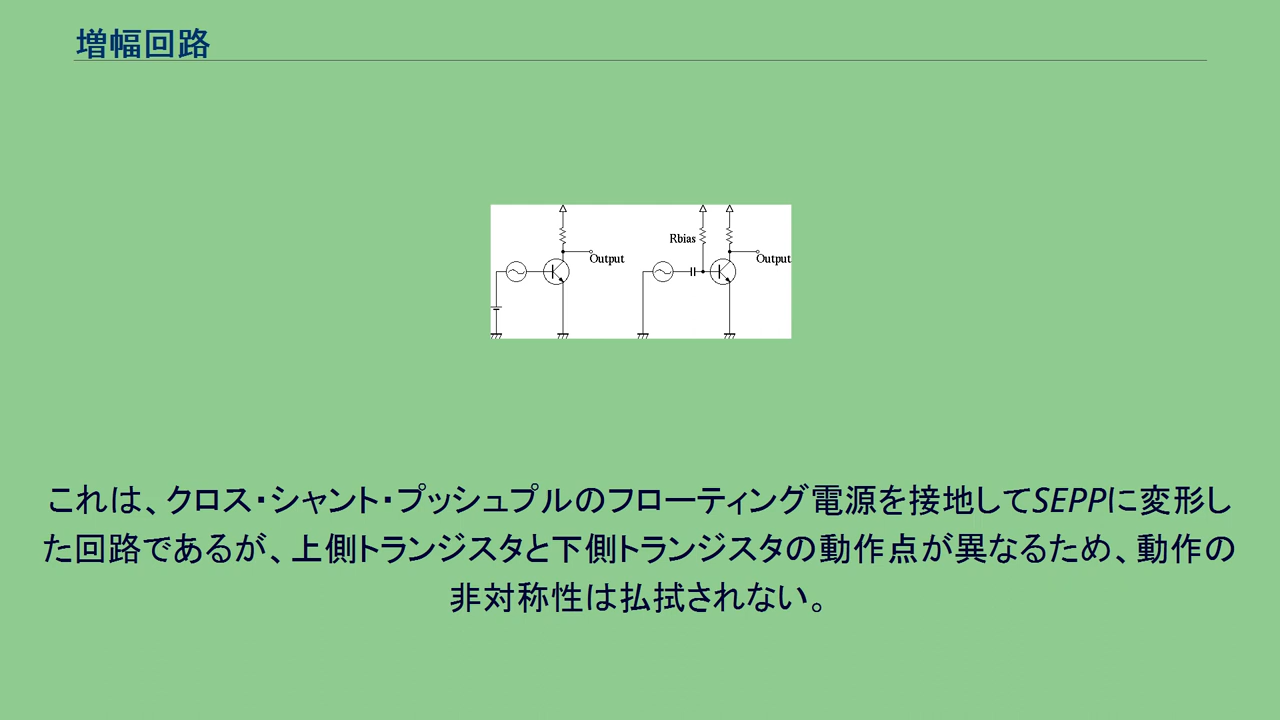 増幅回路
Rbias
Output
Output
これは、クロス・シャント・プッシュプルのフローティング電源を接地してSEPPに変形し
た回路であるが、上側トランジスタと下側トランジスタの動作点が異なるため、動作の
非対称性は払拭されない。